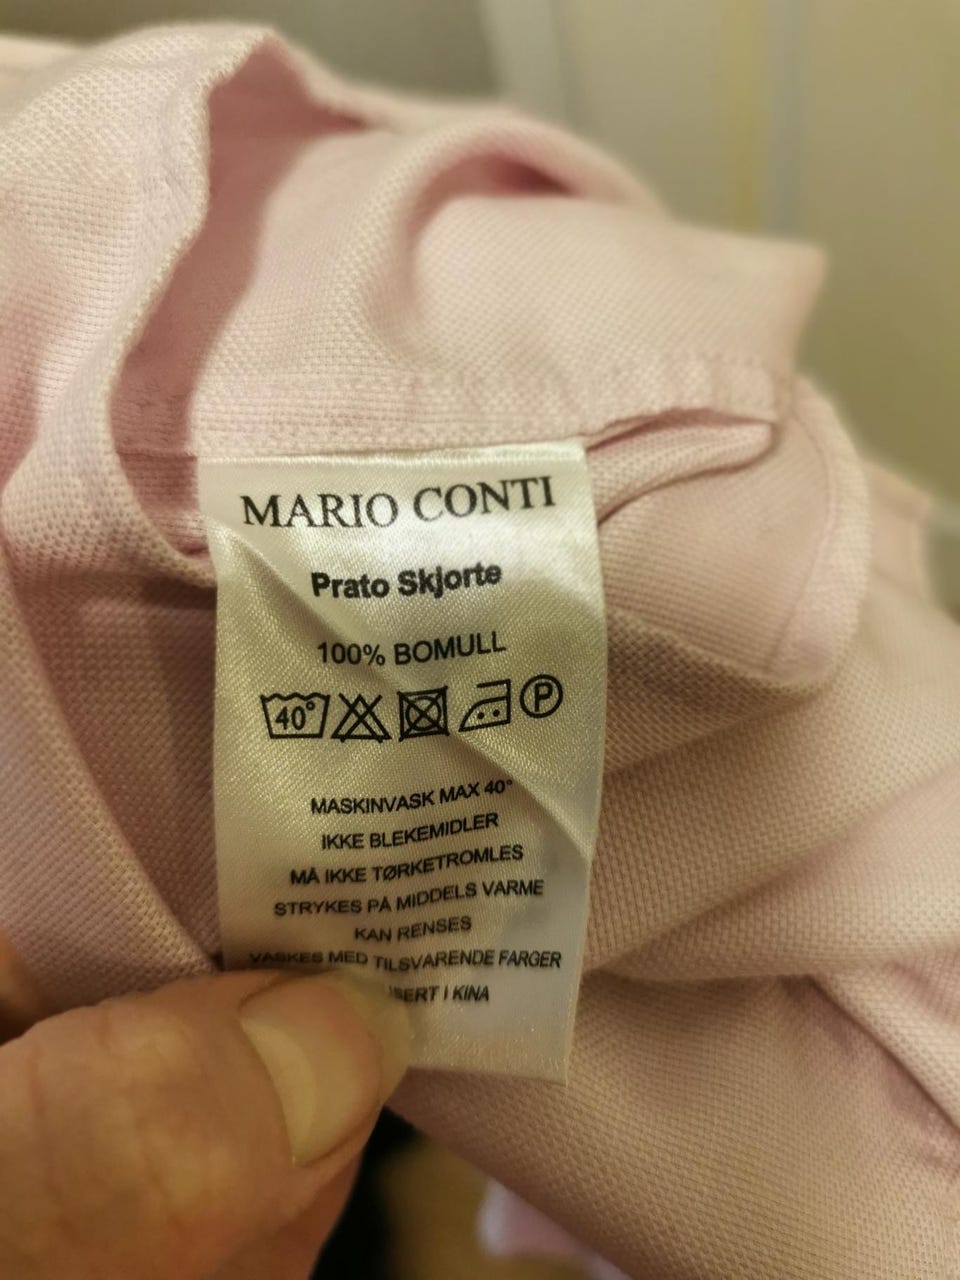 MARIO CONTI
Prato Skjorte
100% BOMULL
40° P
MASKINVASK MAX 40°
IKKE BLEKEMIDLER
MÅ IKKE TØRKETROMLES
STRYKES PÅ MIDDELS VARME
KAN RENSES
VASKES MED TILSVARENDE FARGER
I KINA